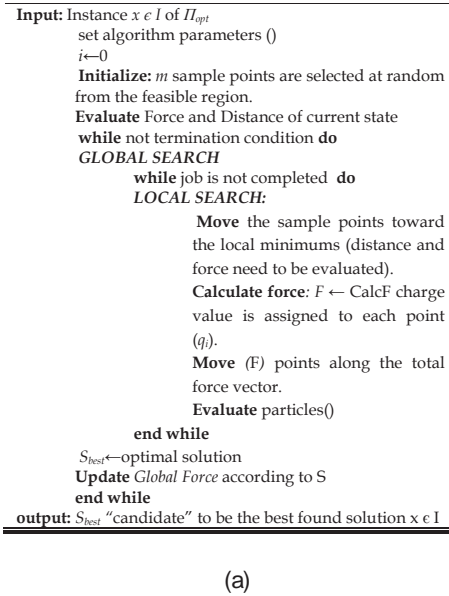 Input: Instance x ϵ I of Π_opt
set algorithm parameters ()
i←0
Initialize: m sample points are selected at random
from the feasible region.
Evaluate Force and Distance of current state
while not termination condition do
GLOBAL SEARCH
while job is not completed do
LOCAL SEARCH:
Move the sample points toward
the local minimums (distance and
force need to be evaluated).
Calculate force: F ← CalcF charge
value is assigned to each point
(q_i).
Move (F) points along the total
force vector.
Evaluate particles()
end while
S_best←optimal solution
Update Global Force according to S
end while
output: S_best "candidate" to be the best found solution x ϵ I
(a)